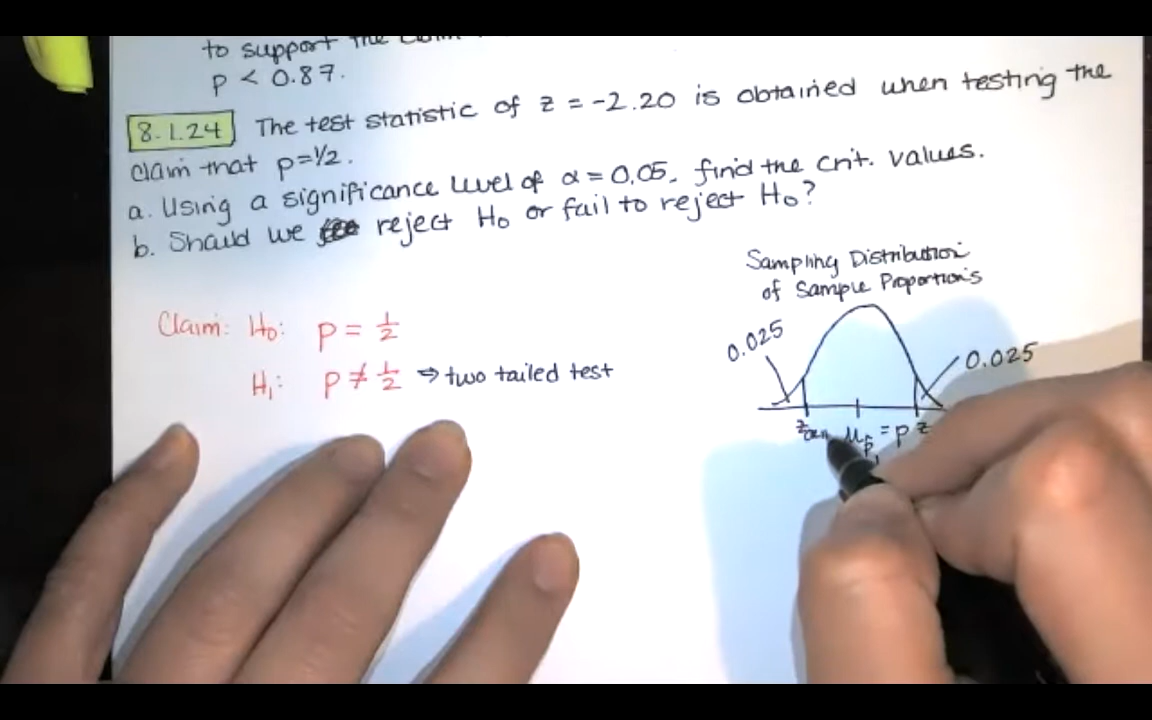 to support the
p < 0.87.
8.1.24 The test statistic of z = -2.20 is obtained when testing the
claim that p=1/2.
a. Using a significance level of α = 0.05, find the crit. values.
b. Should we reject H₀ or fail to reject H₀?
Sampling Distribution
of Sample Proportions
Claim: H₀: p = 1/2
H₁: p ≠ 1/2 ⇒ two tailed test
0.025
0.025
= p z